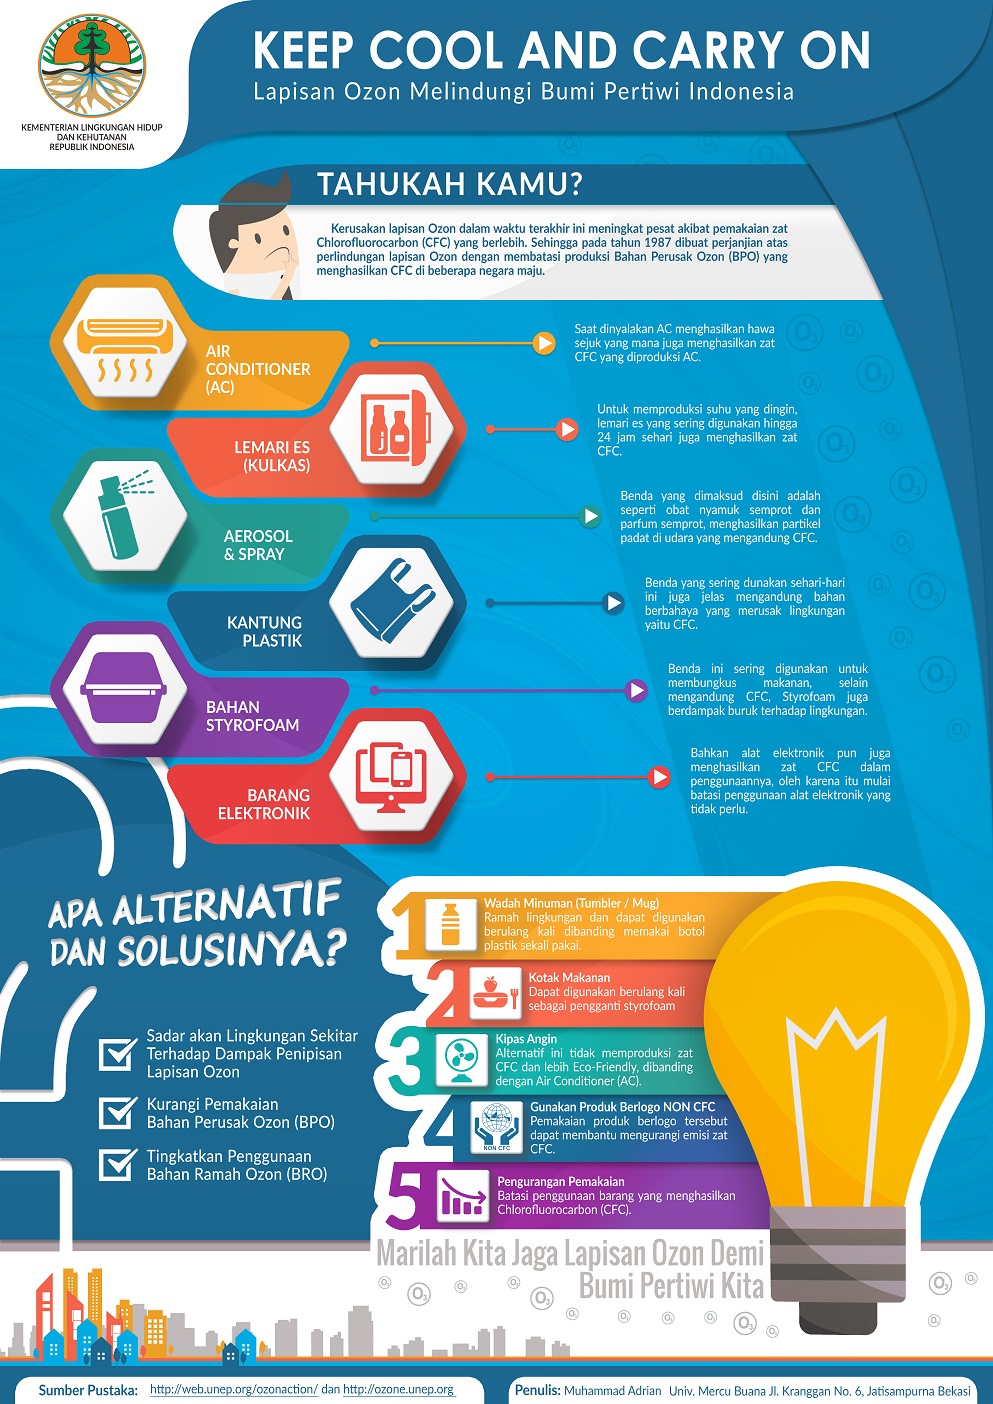 KEMENTERIAN LINGKUNGAN HIDUP
DAN KEHUTANAN
REPUBLIK INDONESIA
KEEP COOL AND CARRY ON
Lapisan Ozon Melindungi Bumi Pertiwi Indonesia
TAHUKAH KAMU?
Kerusakan lapisan Ozon dalam waktu terakhir ini meningkat pesat akibat pemakaian zat
Chlorofluorocarbon (CFC) yang berlebih. Sehingga pada tahun 1987 dibuat perjanjian atas
perlindungan lapisan Ozon dengan membatasi produksi Bahan Perusak Ozon (BPO) yang
menghasilkan CFC di beberapa negara maju.
AIR
CONDITIONER
(AC)
Saat dinyalakan AC menghasilkan hawa
sejuk yang mana juga menghasilkan zat
CFC yang diproduksi AC.
LEMARI ES
(KULKAS)
Untuk memproduksi suhu yang dingin,
lemari es yang sering digunakan hingga
24 jam sehari juga menghasilkan zat
CFC.
AEROSOL
& SPRAY
Benda yang dimaksud disini adalah
seperti obat nyamuk semprot dan
parfum semprot, menghasilkan partikel
padat di udara yang mengandung CFC.
KANTUNG
PLASTIK
Benda yang sering dunakan sehari-hari
ini juga jelas mengandung bahan
berbahaya yang merusak lingkungan
yaitu CFC.
BAHAN
STYROFOAM
Benda ini sering digunakan untuk
membungkus makanan, selain
mengandung CFC, Styrofoam juga
berdampak buruk terhadap lingkungan.
BARANG
ELEKTRONIK
Bahkan alat elektronik pun juga
menghasilkan zat CFC dalam
penggunaannya, oleh karena itu mulai
batasi penggunaan alat elektronik yang
tidak perlu.
APA ALTERNATIF
DAN SOLUSINYA?
Sadar akan Lingkungan Sekitar
Terhadap Dampak Penipisan
Lapisan Ozon
Kurangi Pemakaian
Bahan Perusak Ozon (BPO)
Tingkatkan Penggunaan
Bahan Ramah Ozon (BRO)
1
Wadah Minuman (Tumbler / Mug)
Ramah lingkungan dan dapat digunakan
berulang kali dibanding memakai botol
plastik sekali pakai.
2
Kotak Makanan
Dapat digunakan berulang kali
sebagai pengganti styrofoam
3
Kipas Angin
Alternatif ini tidak memproduksi zat
CFC dan lebih Eco-Friendly, dibanding
dengan Air Conditioner (AC).
4
NON CFC
Gunakan Produk Berlogo NON CFC
Pemakaian produk berlogo tersebut
dapat membantu mengurangi emisi zat
CFC.
5
Pengurangan Pemakaian
Batasi penggunaan barang yang menghasilkan
Chlorofluorocarbon (CFC).
Marilah Kita Jaga Lapisan Ozon Demi
Bumi Pertiwi Kita
Sumber Pustaka: http://web.unep.org/ozonaction/ dan http://ozone.unep.org
Penulis: Muhammad Adrian Univ. Mercu Buana Jl. Kranggan No. 6, Jatisampurna Bekasi